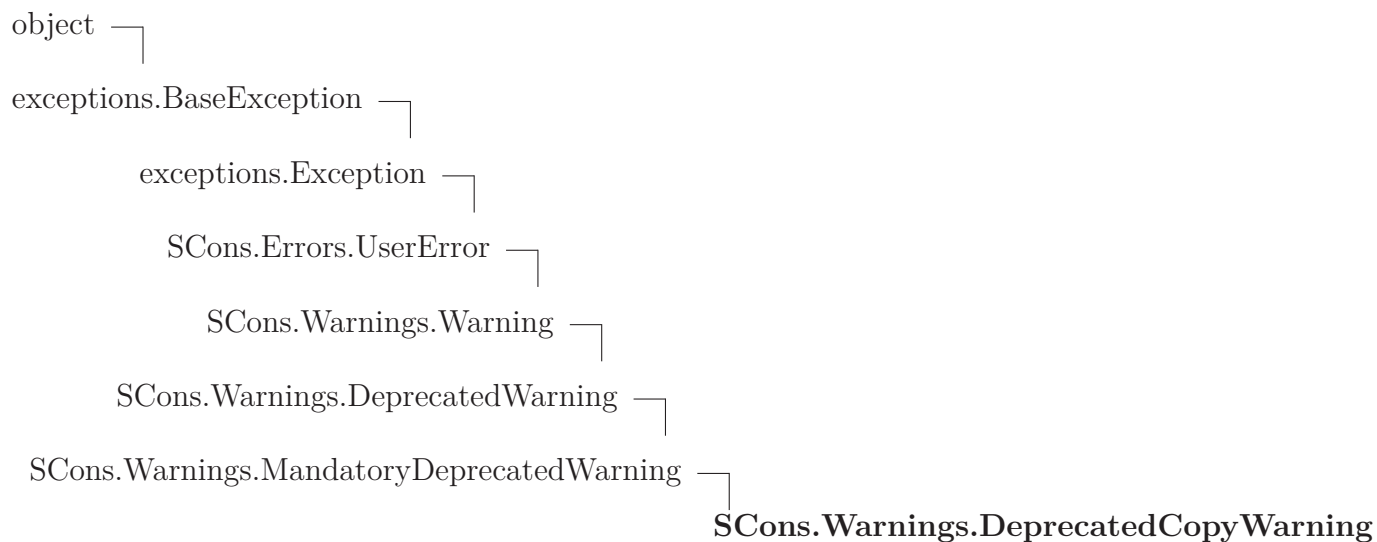 object
exceptions.BaseException
exceptions.Exception
SCons.Errors.UserError
SCons.Warnings.Warning
SCons.Warnings.DeprecatedWarning
SCons.Warnings.MandatoryDeprecatedWarning
SCons.Warnings.DeprecatedCopyWarning